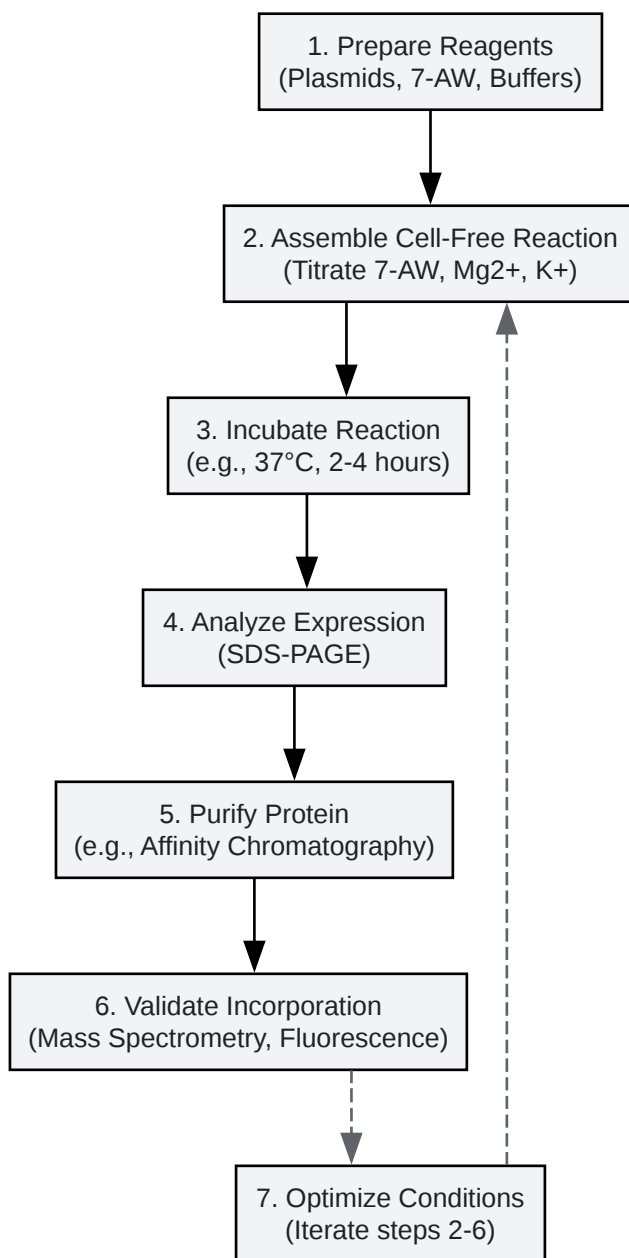 1. Prepare Reagents
(Plasmids, 7-AW, Buffers)
2. Assemble Cell-Free Reaction
(Titrate 7-AW, Mg2+, K+)
3. Incubate Reaction
(e.g., 37°C, 2-4 hours)
4. Analyze Expression
(SDS-PAGE)
5. Purify Protein
(e.g., Affinity Chromatography)
6. Validate Incorporation
(Mass Spectrometry, Fluorescence)
7. Optimize Conditions
(Iterate steps 2-6)